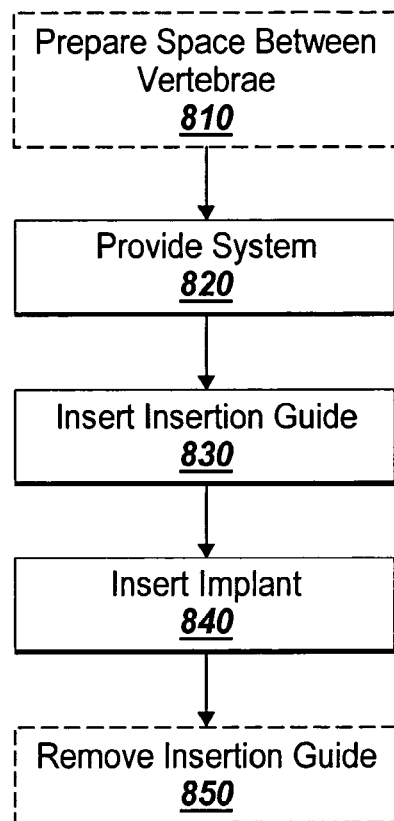 Prepare Space Between
Vertebrae
810
Provide System
820
Insert Insertion Guide
830
Insert Implant
840
Remove Insertion Guide
850